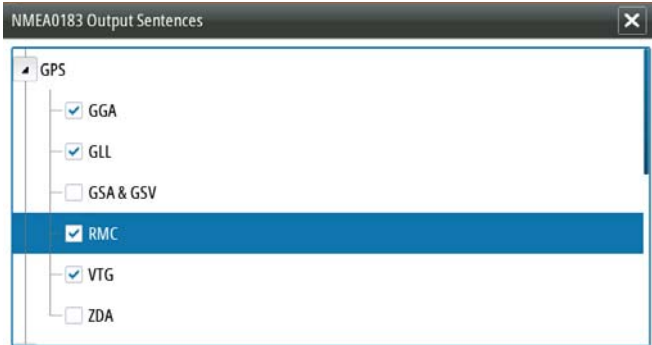 NMEA0183 Output Sentences
GPS
GGA
GLL
GSA & GSV
RMC
VTG
ZDA